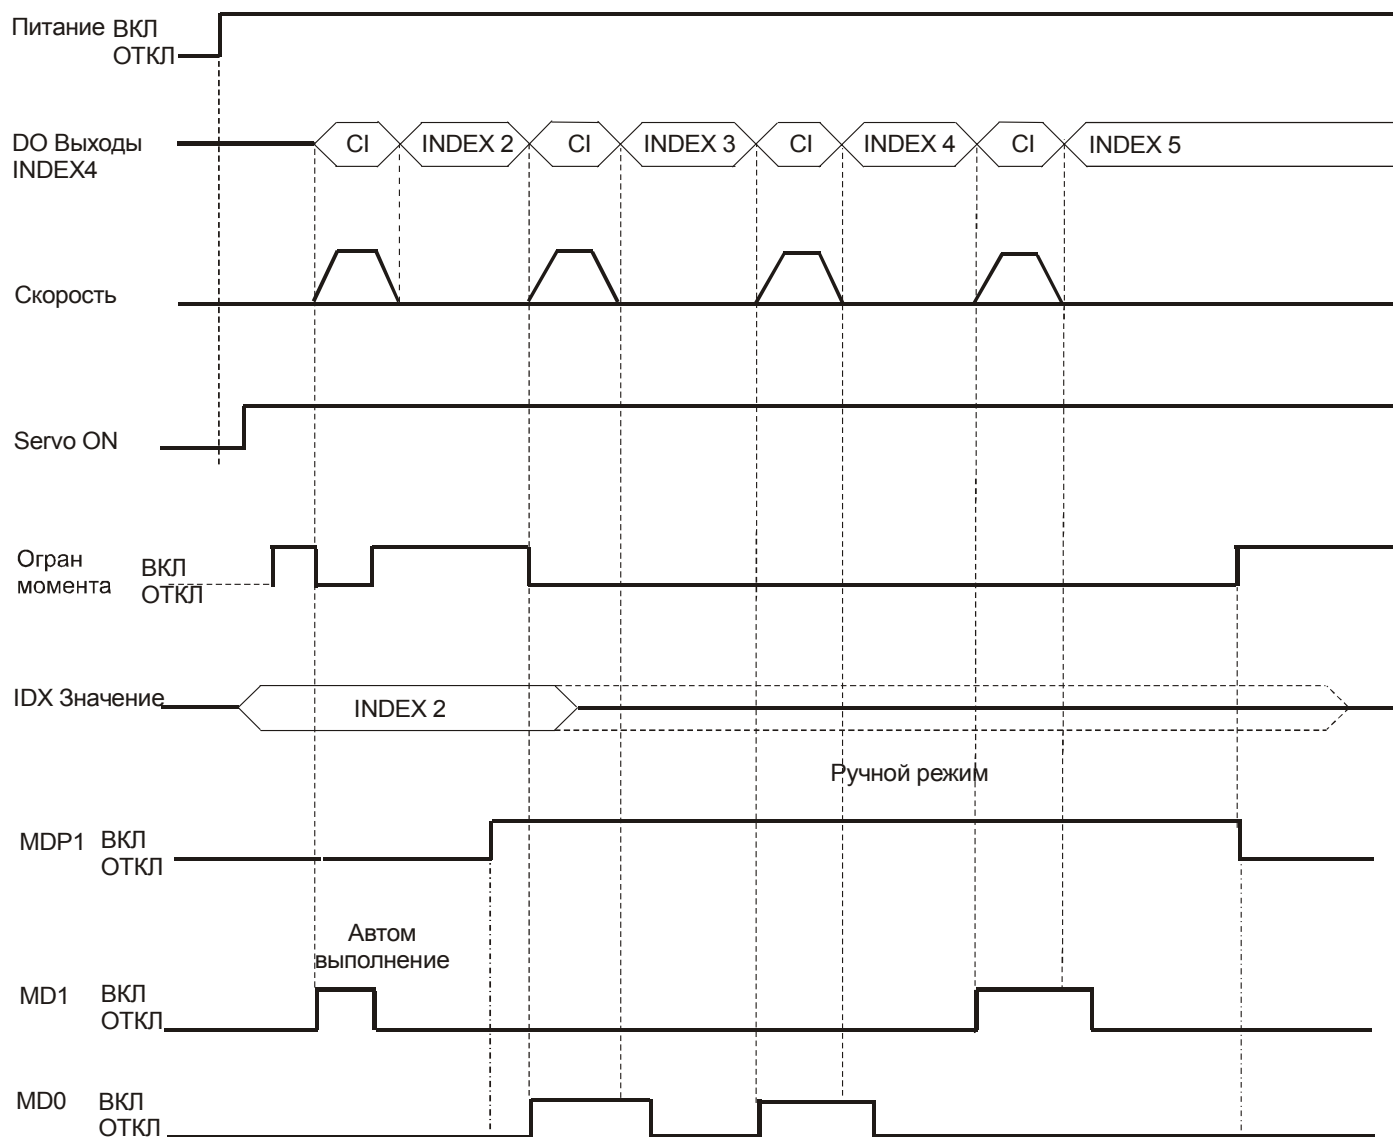 Питание ВКЛ
ОТКЛ
DO Выходы
INDEX4
CI INDEX 2 CI INDEX 3 CI INDEX 4 CI INDEX 5
Скорость
Servo ON
Огран
момента
ВКЛ
ОТКЛ
IDX Значение
INDEX 2
Ручной режим
MDP1 ВКЛ
ОТКЛ
Автом
выполнение
MD1 ВКЛ
ОТКЛ
MD0 ВКЛ
ОТКЛ